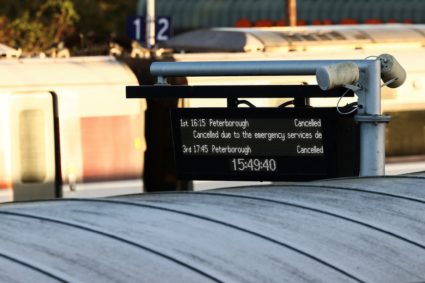 1 2
1st 16:15 Peterborough Cancelled
Cancelled due to the emergency services de
3rd 17:45 Peterborough Cancelled
15:49:40